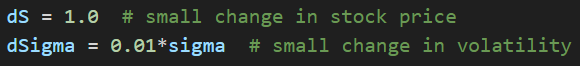 dS = 1.0  # small change in stock price
dSigma = 0.01*sigma  # small change in volatility